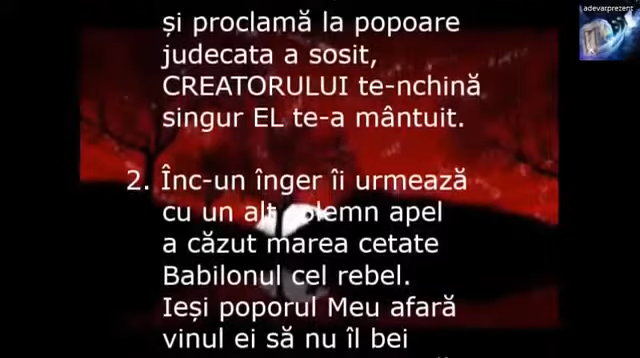 adevarprezent
și proclamă la popoare
judecata a sosit,
CREATORULUI te-nchină
singur EL te-a mântuit.
2. Înc-un înger îi urmează
cu un alt solemn apel
a căzut marea cetate
Babilonul cel rebel.
Ieși poporul Meu afară
vinul ei să nu îl bei